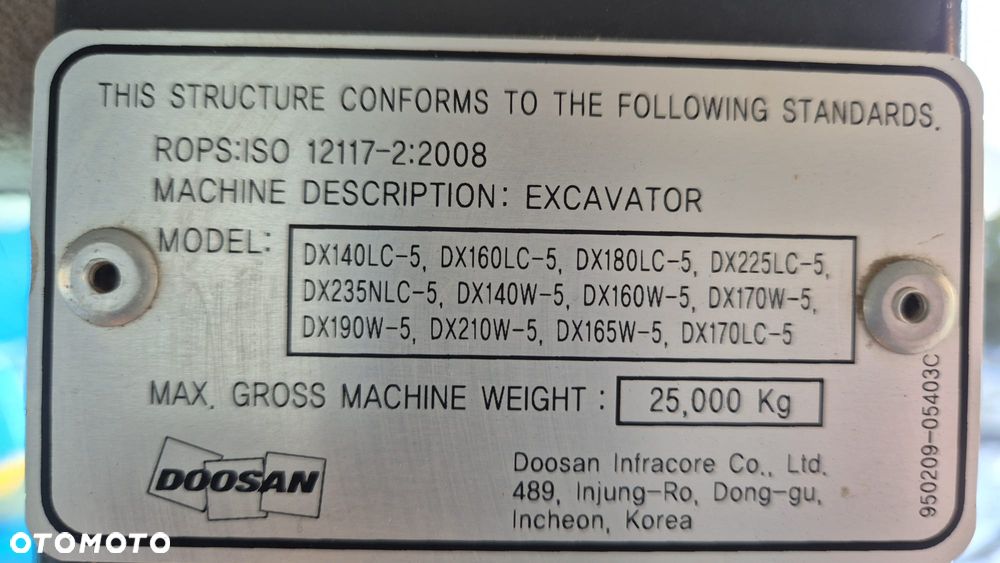 THIS STRUCTURE CONFORMS TO THE FOLLOWING STANDARDS.
ROPS:ISO 12117-2:2008
MACHINE DESCRIPTION: EXCAVATOR
MODEL:
DX140LC-5, DX160LC-5, DX180LC-5, DX225LC-5,
DX235NLC-5, DX140W-5, DX160W-5, DX170W-5,
DX190W-5, DX210W-5, DX165W-5, DX170LC-5
MAX. GROSS MACHINE WEIGHT : 25,000 Kg
DOOSAN
Doosan Infracore Co., Ltd.
489, Injung-Ro, Dong-gu,
Incheon, Korea
950209-05403C
OTOMOTO